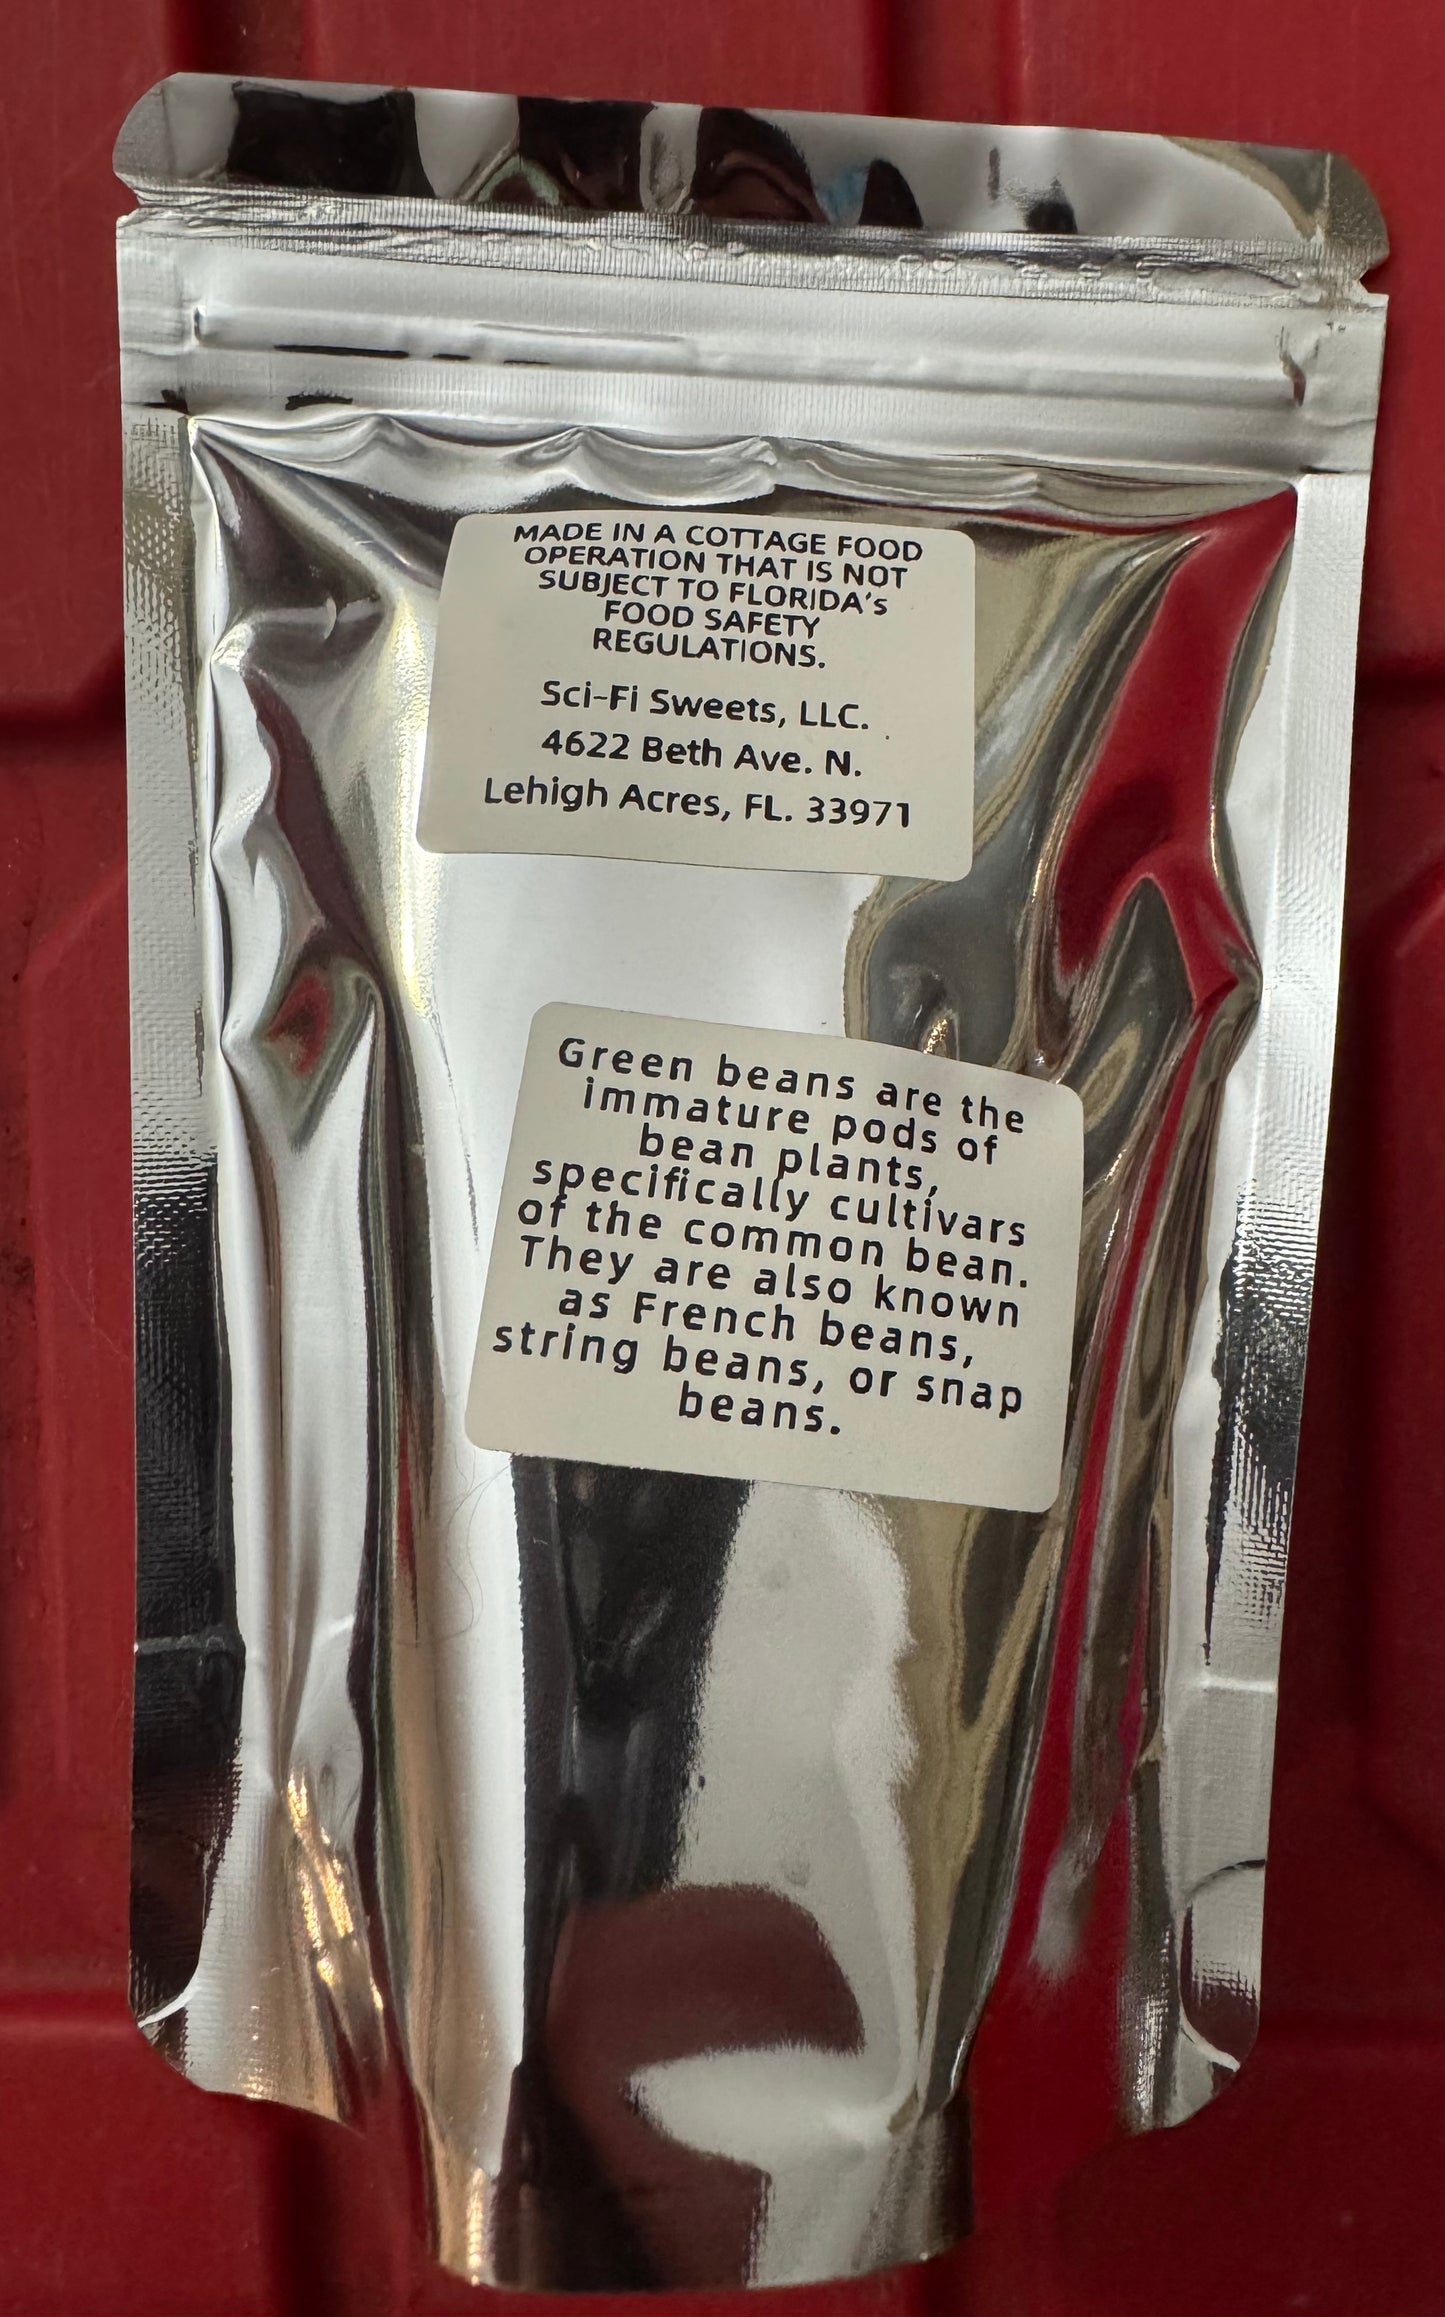 MADE IN A COTTAGE FOOD
OPERATION THAT IS NOT
SUBJECT TO FLORIDA's
FOOD SAFETY
REGULATIONS.
Sci-Fi Sweets, LLC.
4622 Beth Ave. N.
Lehigh Acres, FL. 33971
Green beans are the
immature pods of
bean plants,
specifically cultivars
of the common bean.
They are also known
as French beans,
string beans, or snap
beans.